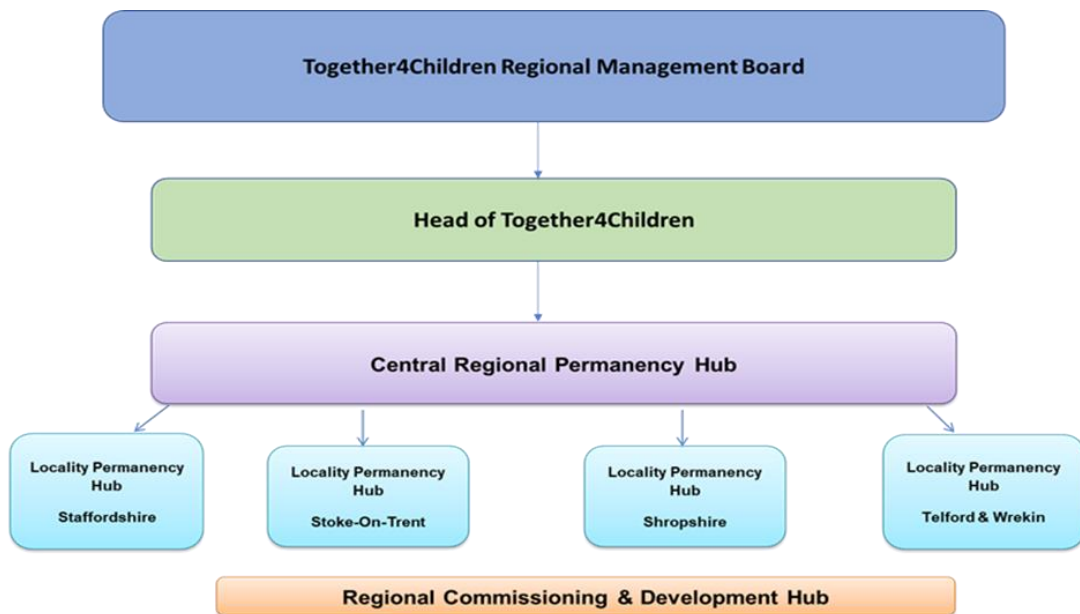 Together4Children Regional Management Board
Head of Together4Children
Central Regional Permanency Hub
Locality Permanency
Hub
Staffordshire
Locality Permanency
Hub
Stoke-On-Trent
Locality Permanency
Hub
Shropshire
Locality Permanency
Hub
Telford & Wrekin
Regional Commissioning & Development Hub